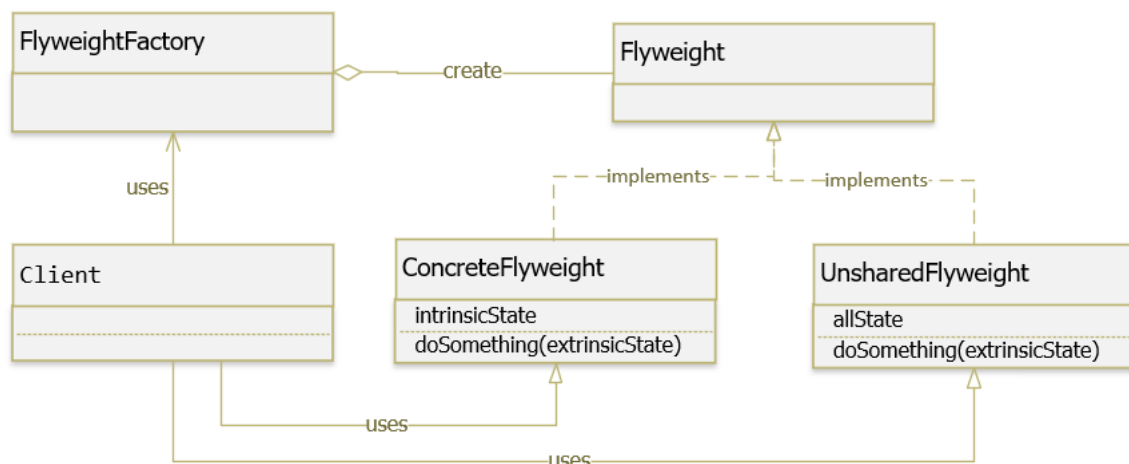 FlyweightFactory
Flyweight
create
uses
implements
implements
Client
ConcreteFlyweight
intrinsicState
doSomething(extrinsicState)
UnsharedFlyweight
allState
doSomething(extrinsicState)
uses
uses